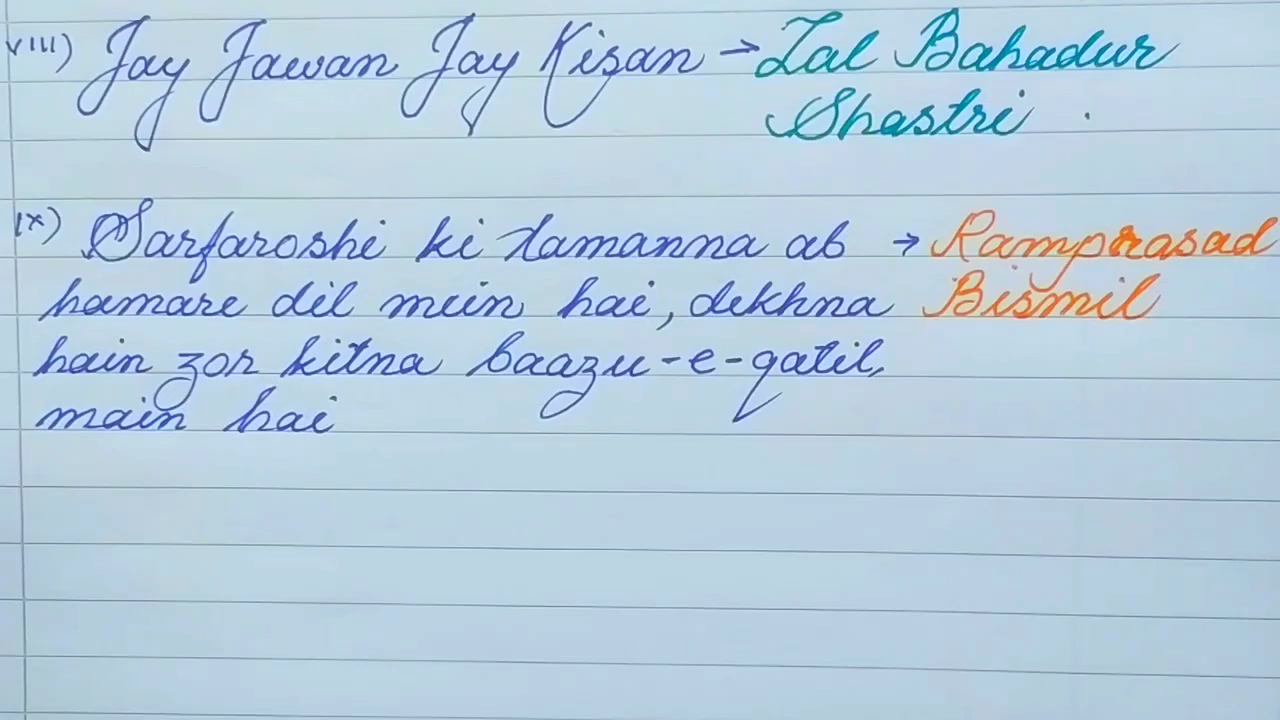 viii) Jay Jawan Jay Kisan → Lal Bahadur
Shastri .
ix) Sarfaroshi ki tamanna ab → Ramprasad
hamare dil mein hai, dekhna Bismil
hain zor kitna baazu-e-qatil,
main hai